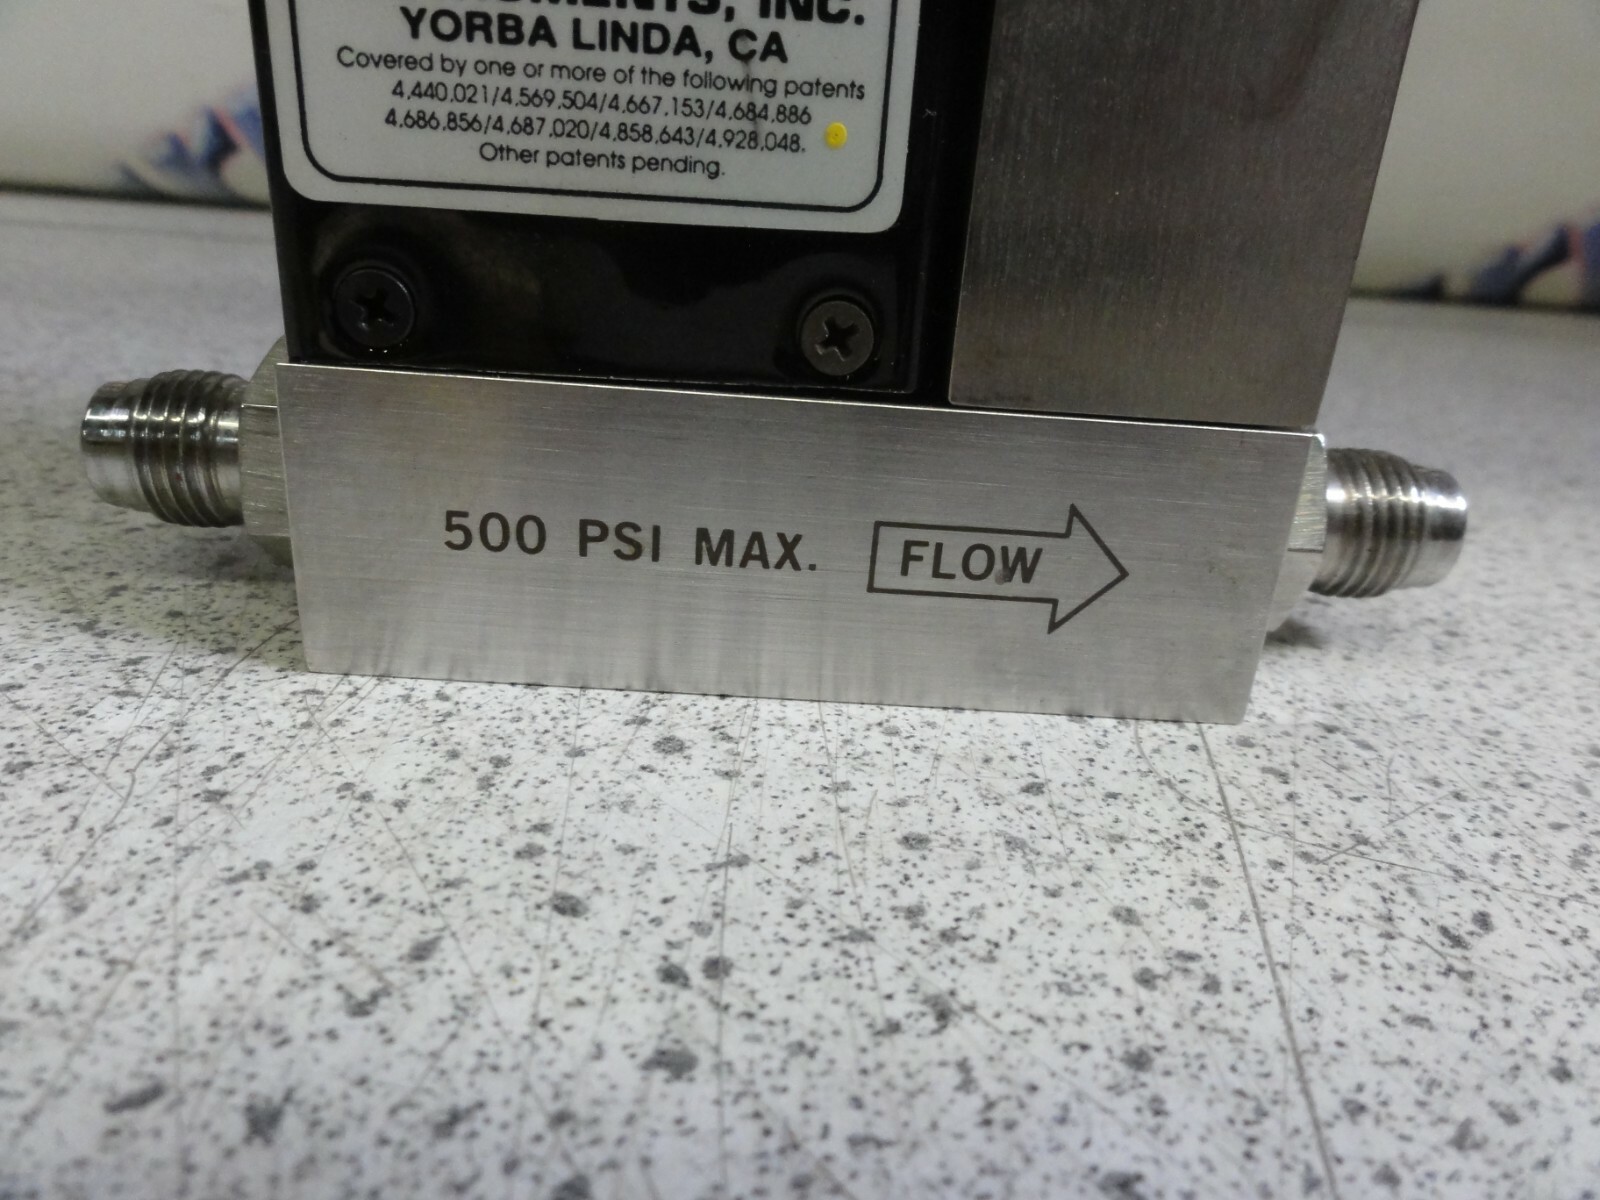 INC.
YORBA LINDA, CA
Covered by one or more of the following patents
4,440,021/4,569,504/4,667,153/4,684,886
4,686,856/4,687,020/4,858,643/4,928,048.
Other patents pending.
500 PSI MAX. FLOW